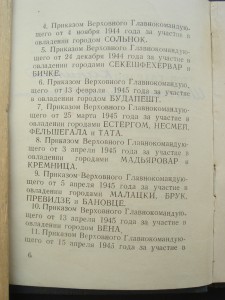 4. Приказом Верховного Главнокомандую-
щего от 4 ноября 1944 года за участие в
овладении городом СОЛЬНОК.
5. Приказом Верховного Главнокомандую-
щего от 24 декабря 1944 года за участие в
овладении городом СЕКЕШФЕХЕРВАР и
БИЧКЕ.
6. Приказом Верховного Главнокомандую-
щего от 13 февраля 1945 года за участие
в овладении городом БУДАПЕШТ.
7. Приказом Верховного Главнокомандую-
щего от 25 марта 1945 года за участие в
овладении городами ЕСТЕРГОМ, НЕСМЕЙ,
ФЕЛЬШЕГАЛА и ТАТА.
8. Приказом Верховного Главнокомандую-
щего от 3 апреля 1945 года за участие в
овладении городами МАДЬЯРОВАР и
КРЕМНИЦА.
9. Приказом Верховного Главнокомандую-
щего от 5 апреля 1945 года за участие в
овладении городами МАЛАЦКИ, БРУК,
ПРЕВИДЗЕ и БАНОВЦЕ.
10. Приказом Верховного Главнокомандую-
щего от 13 апреля 1945 года за участие в
овладении городом ВЕНА.
11. Приказом Верховного Главнокомандую-
щего от 15 апреля 1945 года за участие в
6